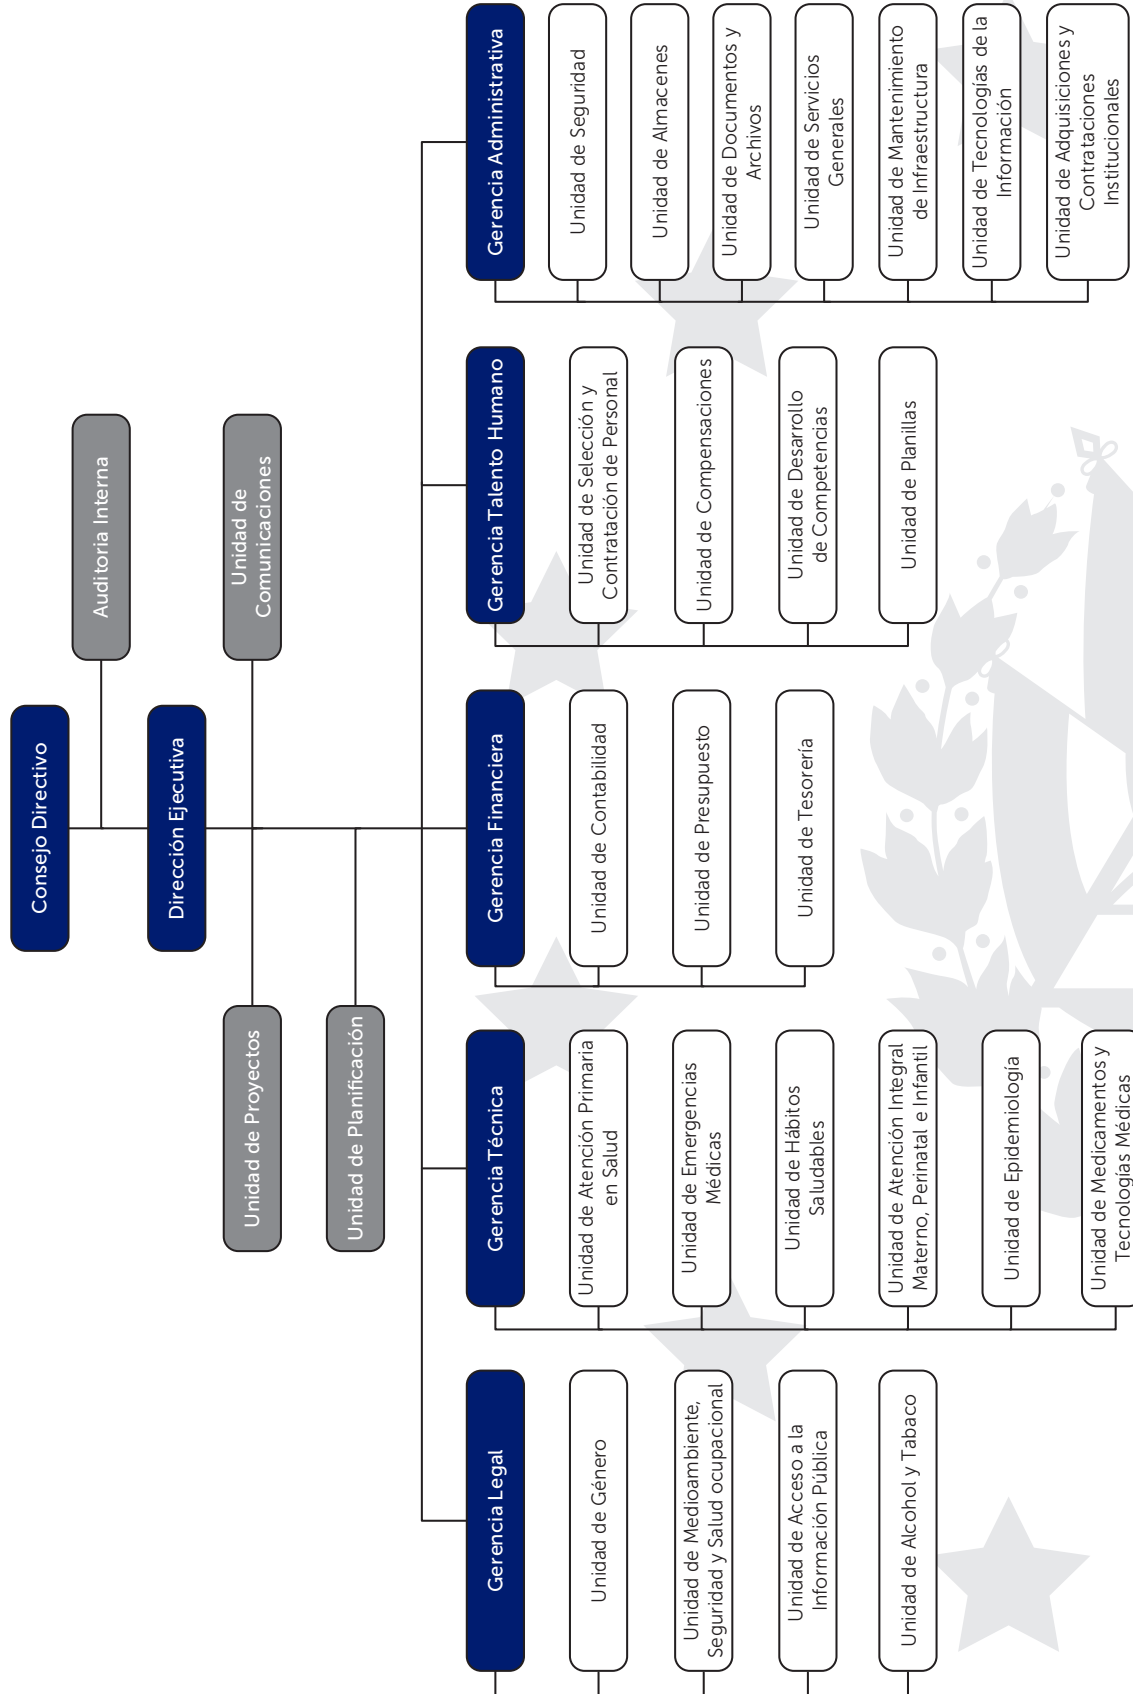 Consejo Directivo
Auditoria Interna
Dirección Ejecutiva
Unidad de Proyectos
Unidad de
Comunicaciones
Unidad de Planificación
Gerencia Legal
Unidad de Género
Unidad de Medioambiente,
Seguridad y Salud ocupacional
Unidad de Acceso a la
Información Pública
Unidad de Alcohol y Tabaco
Gerencia Técnica
Unidad de Atención Primaria
en Salud
Unidad de Emergencias
Médicas
Unidad de Hábitos
Saludables
Unidad de Atención Integral
Materno, Perinatal e Infantil
Unidad de Epidemiología
Unidad de Medicamentos y
Tecnologías Médicas
Gerencia Financiera
Unidad de Contabilidad
Unidad de Presupuesto
Unidad de Tesorería
Gerencia Talento Humano
Unidad de Selección y
Contratación de Personal
Unidad de Compensaciones
Unidad de Desarrollo
de Competencias
Unidad de Planillas
Gerencia Administrativa
Unidad de Seguridad
Unidad de Almacenes
Unidad de Documentos y
Archivos
Unidad de Servicios
Generales
Unidad de Mantenimiento
de Infraestructura
Unidad de Tecnologías de la
Información
Unidad de Adquisiciones y
Contrataciones
Institucionales